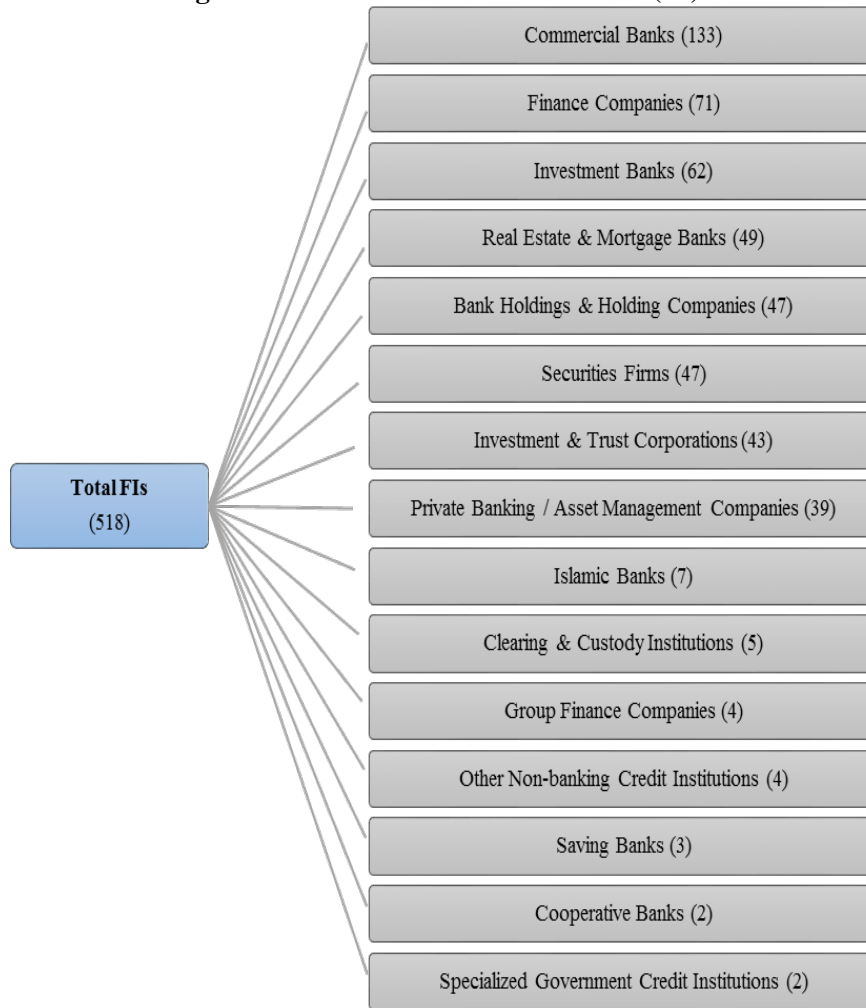 Commercial Banks (133)
Finance Companies (71)
Investment Banks (62)
Real Estate & Mortgage Banks (49)
Bank Holdings & Holding Companies (47)
Securities Firms (47)
Investment & Trust Corporations (43)
Total FIs
(518)
Private Banking / Asset Management Companies (39)
Islamic Banks (7)
Clearing & Custody Institutions (5)
Group Finance Companies (4)
Other Non-banking Credit Institutions (4)
Saving Banks (3)
Cooperative Banks (2)
Specialized Government Credit Institutions (2)